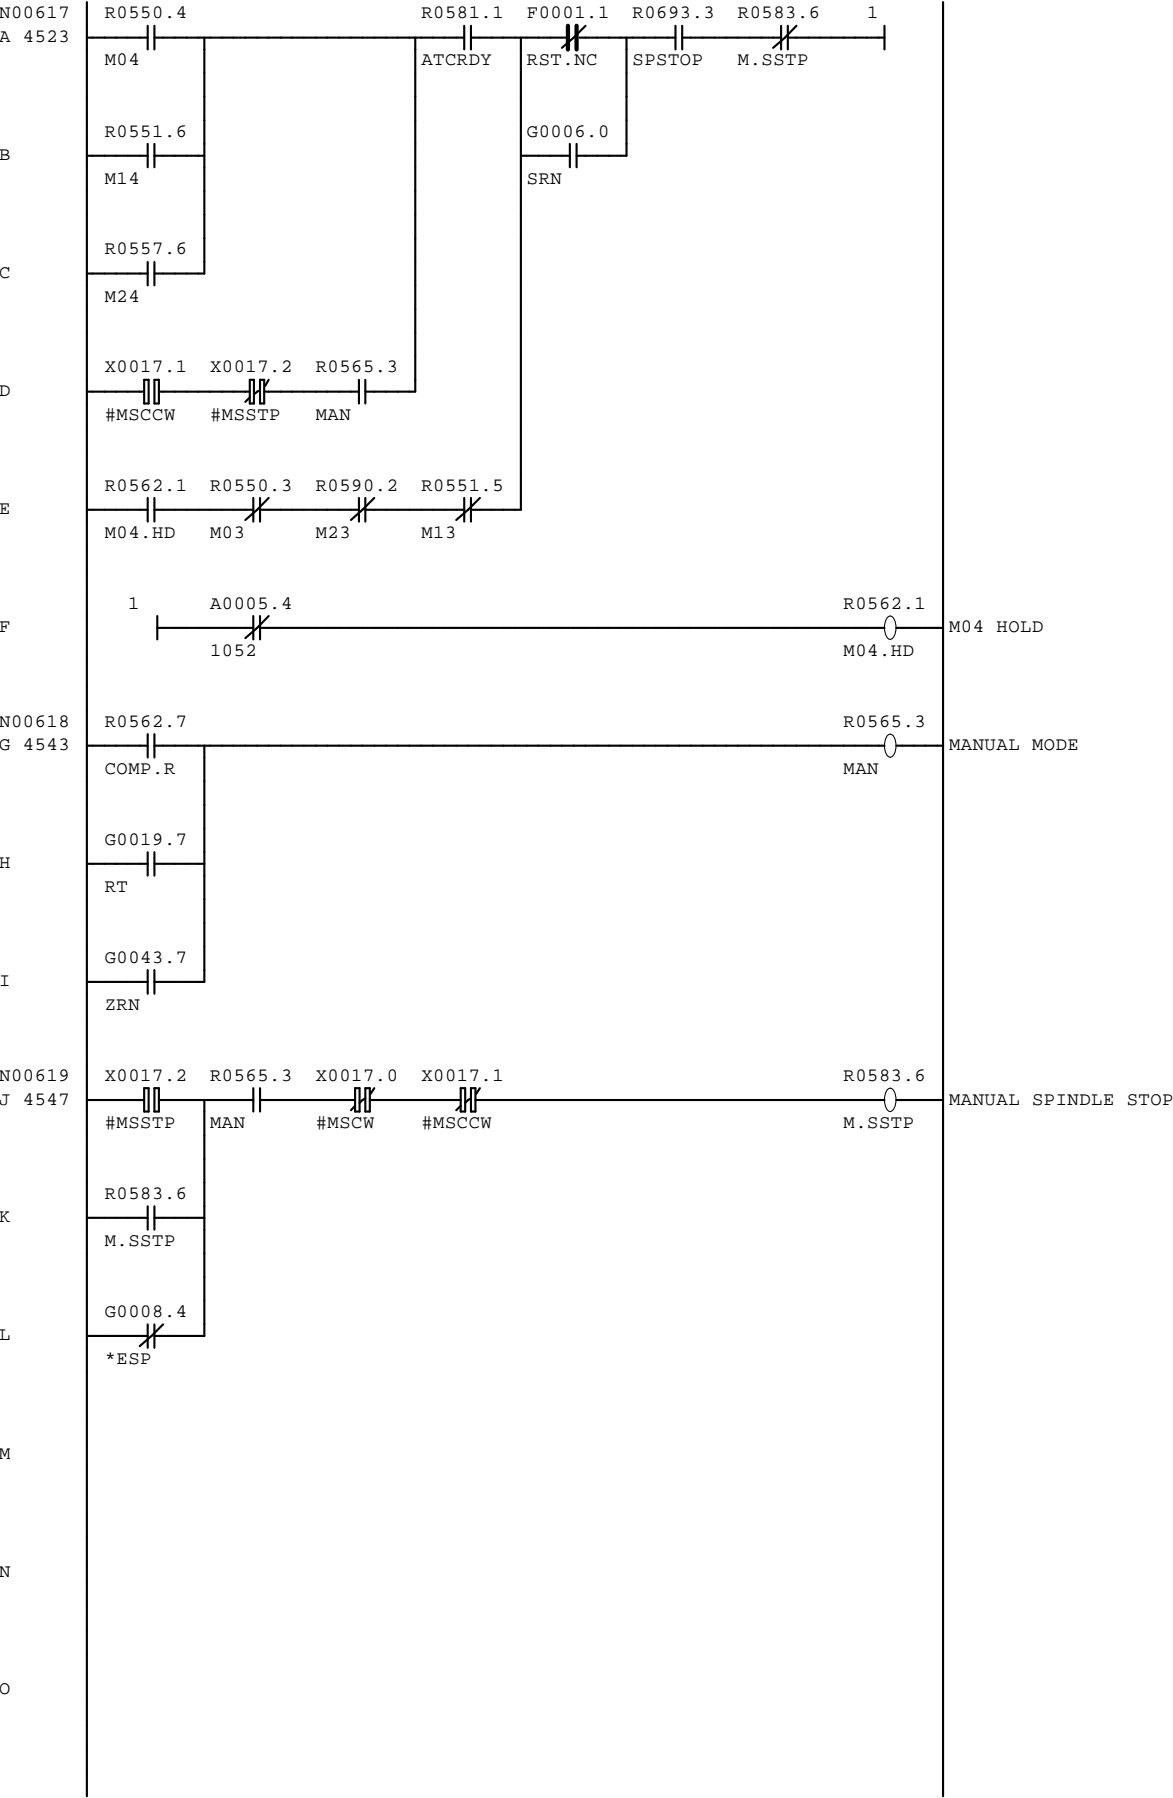 N00617 R0550.4 R0581.1 F0001.1 R0693.3 R0583.6 1
A 4523
M04 ATCRDY RST.NC SPSTOP M.SSTP
R0551.6 G0006.0
B
M14 SRN
R0557.6
C
M24
X0017.1 X0017.2 R0565.3
D
#MSCCW #MSSTP MAN
R0562.1 R0550.3 R0590.2 R0551.5
E
M04.HD M03 M23 M13
1 A0005.4 R0562.1
F M04 HOLD
1052 M04.HD
N00618 R0562.7 R0565.3
G 4543 MANUAL MODE
COMP.R MAN
G0019.7
H
RT
G0043.7
I
ZRN
N00619 X0017.2 R0565.3 X0017.0 X0017.1 R0583.6
J 4547 MANUAL SPINDLE STOP
#MSSTP MAN #MSCW #MSCCW M.SSTP
R0583.6
K
M.SSTP
G0008.4
L
*ESP
M
N
O